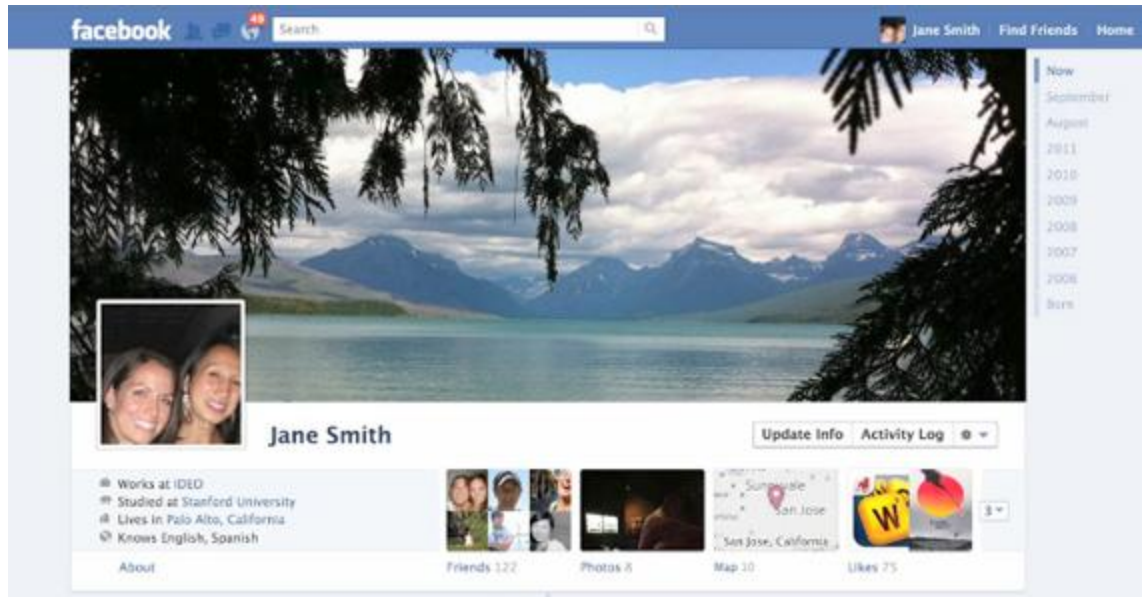 facebook
49
Search
Jane Smith
Find Friends
Home
Now
September
August
2011
2010
2009
2008
2007
2006
Born
Jane Smith
Update Info
Activity Log
Works at IDEO
Studied at Stanford University
Lives in Palo Alto, California
Knows English, Spanish
About
Friends 122
Photos 8
Sunnyvale
San Jose
San Jose, California
Map 10
W
Likes 75
3